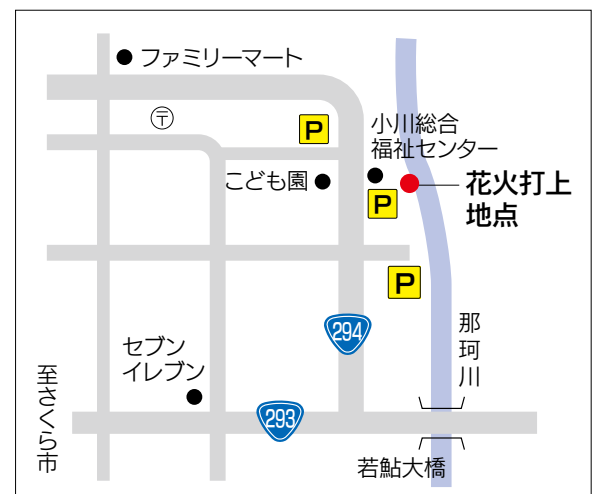 ファミリーマート
〒
P
小川総合
福祉センター
こども園
P
花火打上
地点
P
294
那珂川
セブン
イレブン
至さくら市
293
若鮎大橋